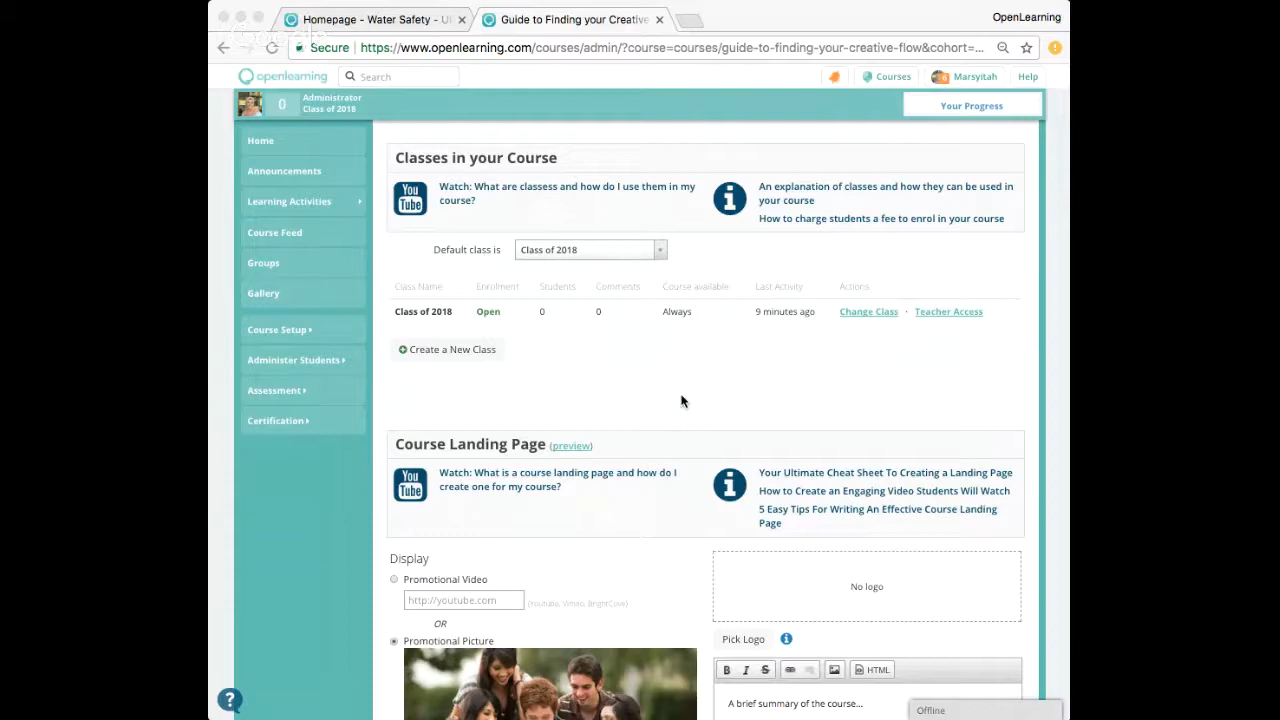 Homepage - Water Safety - U
Guide to Finding your Creative
OpenLearning
Google
Secure
https://www.openlearning.com/courses/admin/?course=courses/guide-to-finding-your-creative-flow&cohort=...
openlearning
Search
Courses
6
Marsyitah
Help
0
Administrator
Class of 2018
Your Progress
Home
Announcements
Learning Activities
Course Feed
Groups
Gallery
Course Setup
Administer Students
Assessment
Certification
Classes in your Course
You Tube
Watch: What are classess and how do I use them in my
course?
An explanation of classes and how they can be used in
your course
How to charge students a fee to enrol in your course
Default class is
Class of 2018
Class Name Enrolment Students Comments Course available Last Activity Actions
Class of 2018 Open 0 0 Always 9 minutes ago Change Class · Teacher Access
Create a New Class
Course Landing Page (preview)
You Tube
Watch: What is a course landing page and how do I
create one for my course?
Your Ultimate Cheat Sheet To Creating a Landing Page
How to Create an Engaging Video Students Will Watch
5 Easy Tips For Writing An Effective Course Landing
Page
Display
Promotional Video
http://youtube.com
(Youtube, Vimeo, BrightCove)
OR
Promotional Picture
No logo
Pick Logo
B I S HTML
A brief summary of the course...
Offline
?